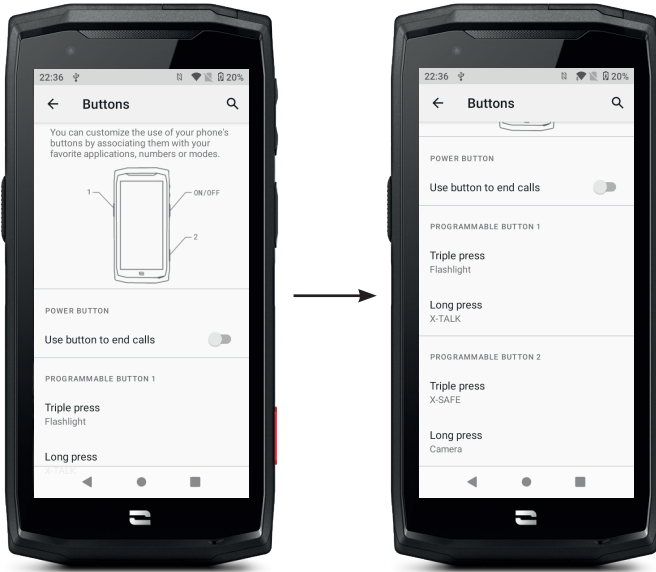 22:36
20%
Buttons
You can customize the use of your phone's
buttons by associating them with your
favorite applications, numbers or modes.
1
ON/OFF
2
POWER BUTTON
Use button to end calls
PROGRAMMABLE BUTTON 1
Triple press
Flashlight
Long press
X-TALK
22:36
20%
Buttons
POWER BUTTON
Use button to end calls
PROGRAMMABLE BUTTON 1
Triple press
Flashlight
Long press
X-TALK
PROGRAMMABLE BUTTON 2
Triple press
X-SAFE
Long press
Camera